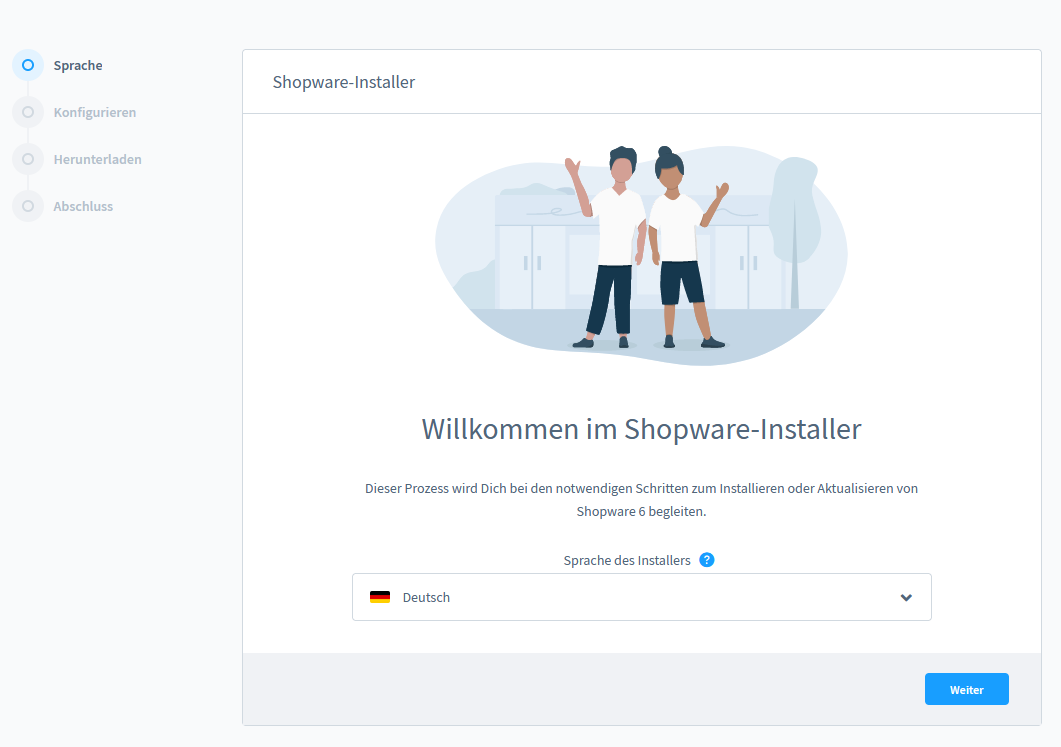 Sprache
Konfigurieren
Herunterladen
Abschluss
Shopware-Installer
Willkommen im Shopware-Installer
Dieser Prozess wird Dich bei den notwendigen Schritten zum Installieren oder Aktualisieren von
Shopware 6 begleiten.
Sprache des Installers ?
Deutsch
Weiter